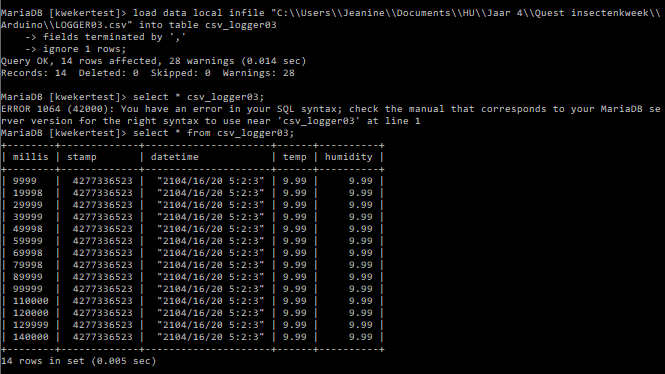 MariaDB [kwekertest]> load data local infile "C:\\Users\\Jeanine\\Documents\\HU\\Jaar 4\\Quest insectenkweek\\
Arduino\\LOGGER03.csv" into table csv_logger03
    -> fields terminated by ','
    -> ignore 1 rows;
Query OK, 14 rows affected, 28 warnings (0.014 sec)
Records: 14  Deleted: 0  Skipped: 0  Warnings: 28

MariaDB [kwekertest]> select * csv_logger03;
ERROR 1064 (42000): You have an error in your SQL syntax; check the manual that corresponds to your MariaDB se
rver version for the right syntax to use near 'csv_logger03' at line 1
MariaDB [kwekertest]> select * from csv_logger03;
+--------+------------+--------------------+------+----------+
| millis | stamp      | datetime           | temp | humidity |
+--------+------------+--------------------+------+----------+
| 9999   | 4277336523 | "2104/16/20 5:2:3" | 9.99 |     9.99 |
| 19998  | 4277336523 | "2104/16/20 5:2:3" | 9.99 |     9.99 |
| 29999  | 4277336523 | "2104/16/20 5:2:3" | 9.99 |     9.99 |
| 39999  | 4277336523 | "2104/16/20 5:2:3" | 9.99 |     9.99 |
| 49998  | 4277336523 | "2104/16/20 5:2:3" | 9.99 |     9.99 |
| 59999  | 4277336523 | "2104/16/20 5:2:3" | 9.99 |     9.99 |
| 69998  | 4277336523 | "2104/16/20 5:2:3" | 9.99 |     9.99 |
| 79998  | 4277336523 | "2104/16/20 5:2:3" | 9.99 |     9.99 |
| 89999  | 4277336523 | "2104/16/20 5:2:3" | 9.99 |     9.99 |
| 99999  | 4277336523 | "2104/16/20 5:2:3" | 9.99 |     9.99 |
| 110000 | 4277336523 | "2104/16/20 5:2:3" | 9.99 |     9.99 |
| 120000 | 4277336523 | "2104/16/20 5:2:3" | 9.99 |     9.99 |
| 129999 | 4277336523 | "2104/16/20 5:2:3" | 9.99 |     9.99 |
| 140000 | 4277336523 | "2104/16/20 5:2:3" | 9.99 |     9.99 |
+--------+------------+--------------------+------+----------+
14 rows in set (0.005 sec)